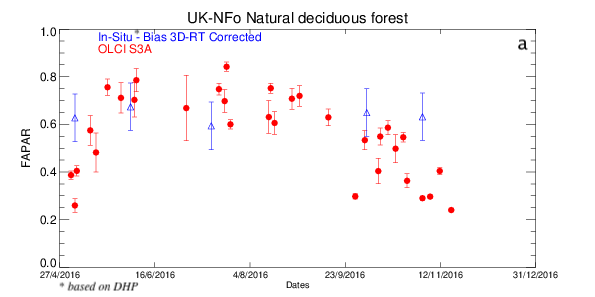 UK-NFo Natural deciduous forest
*
In-Situ - Bias 3D-RT Corrected
OLCI S3A
a
FAPAR
1.0
0.8
0.6
0.4
0.2
0.0
27/4/2016 16/6/2016 4/8/2016 23/9/2016 12/11/2016 31/12/2016
Dates
* based on DHP